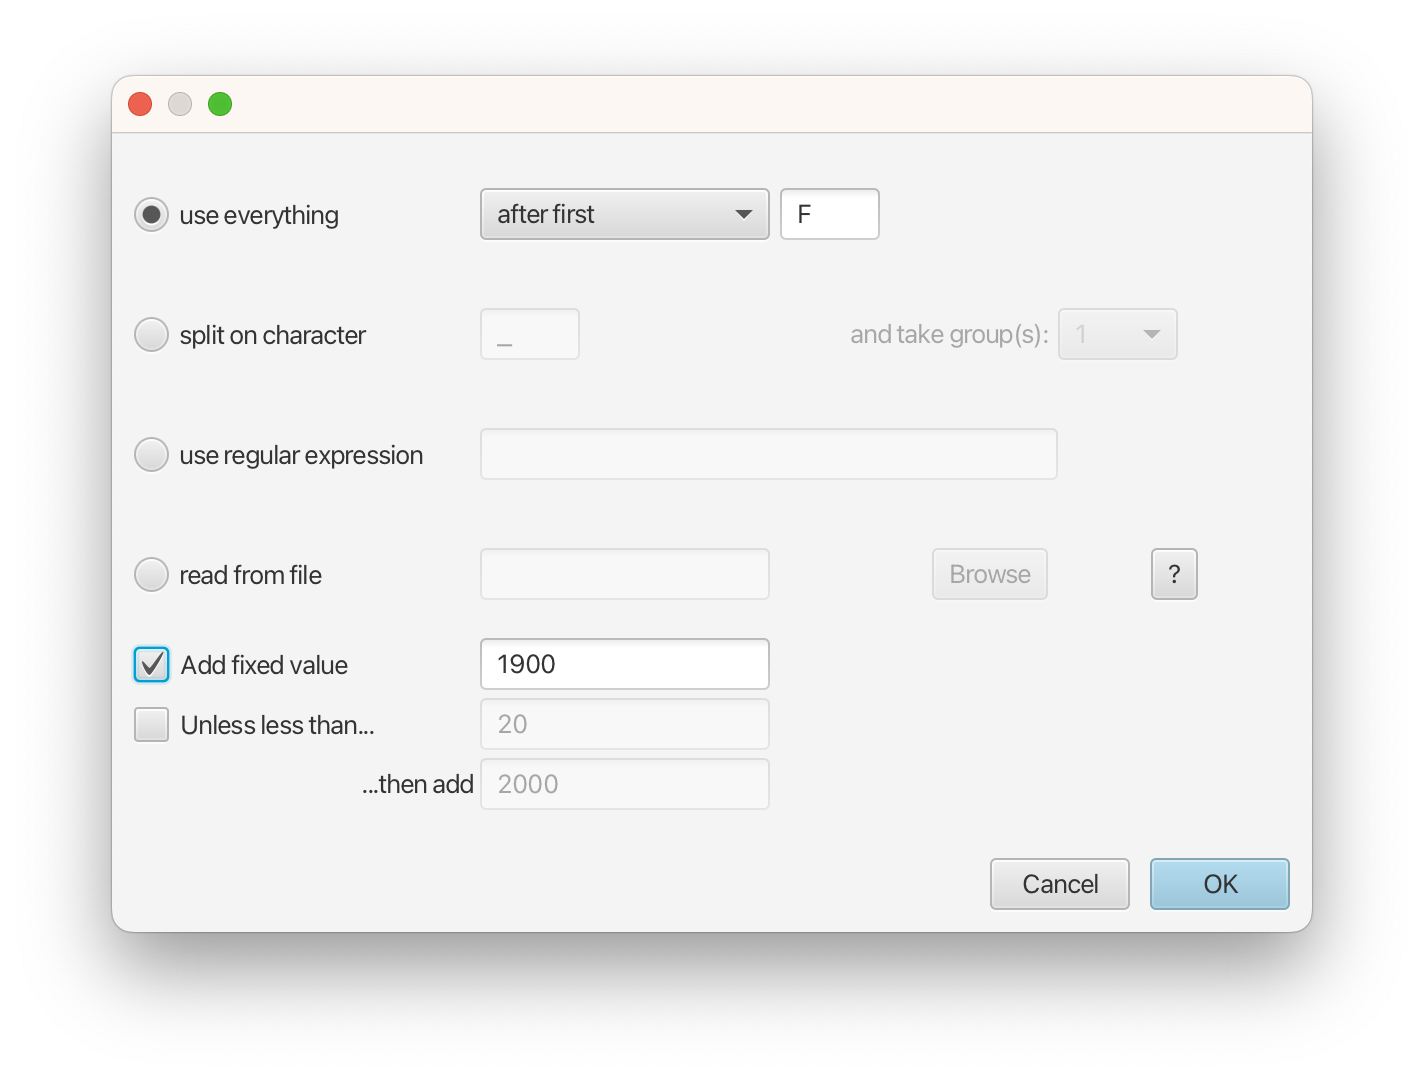 use everything after first F
split on character _ and take group(s): 1
use regular expression
read from file Browse ?
Add fixed value 1900
Unless less than... 20
...then add 2000
Cancel OK